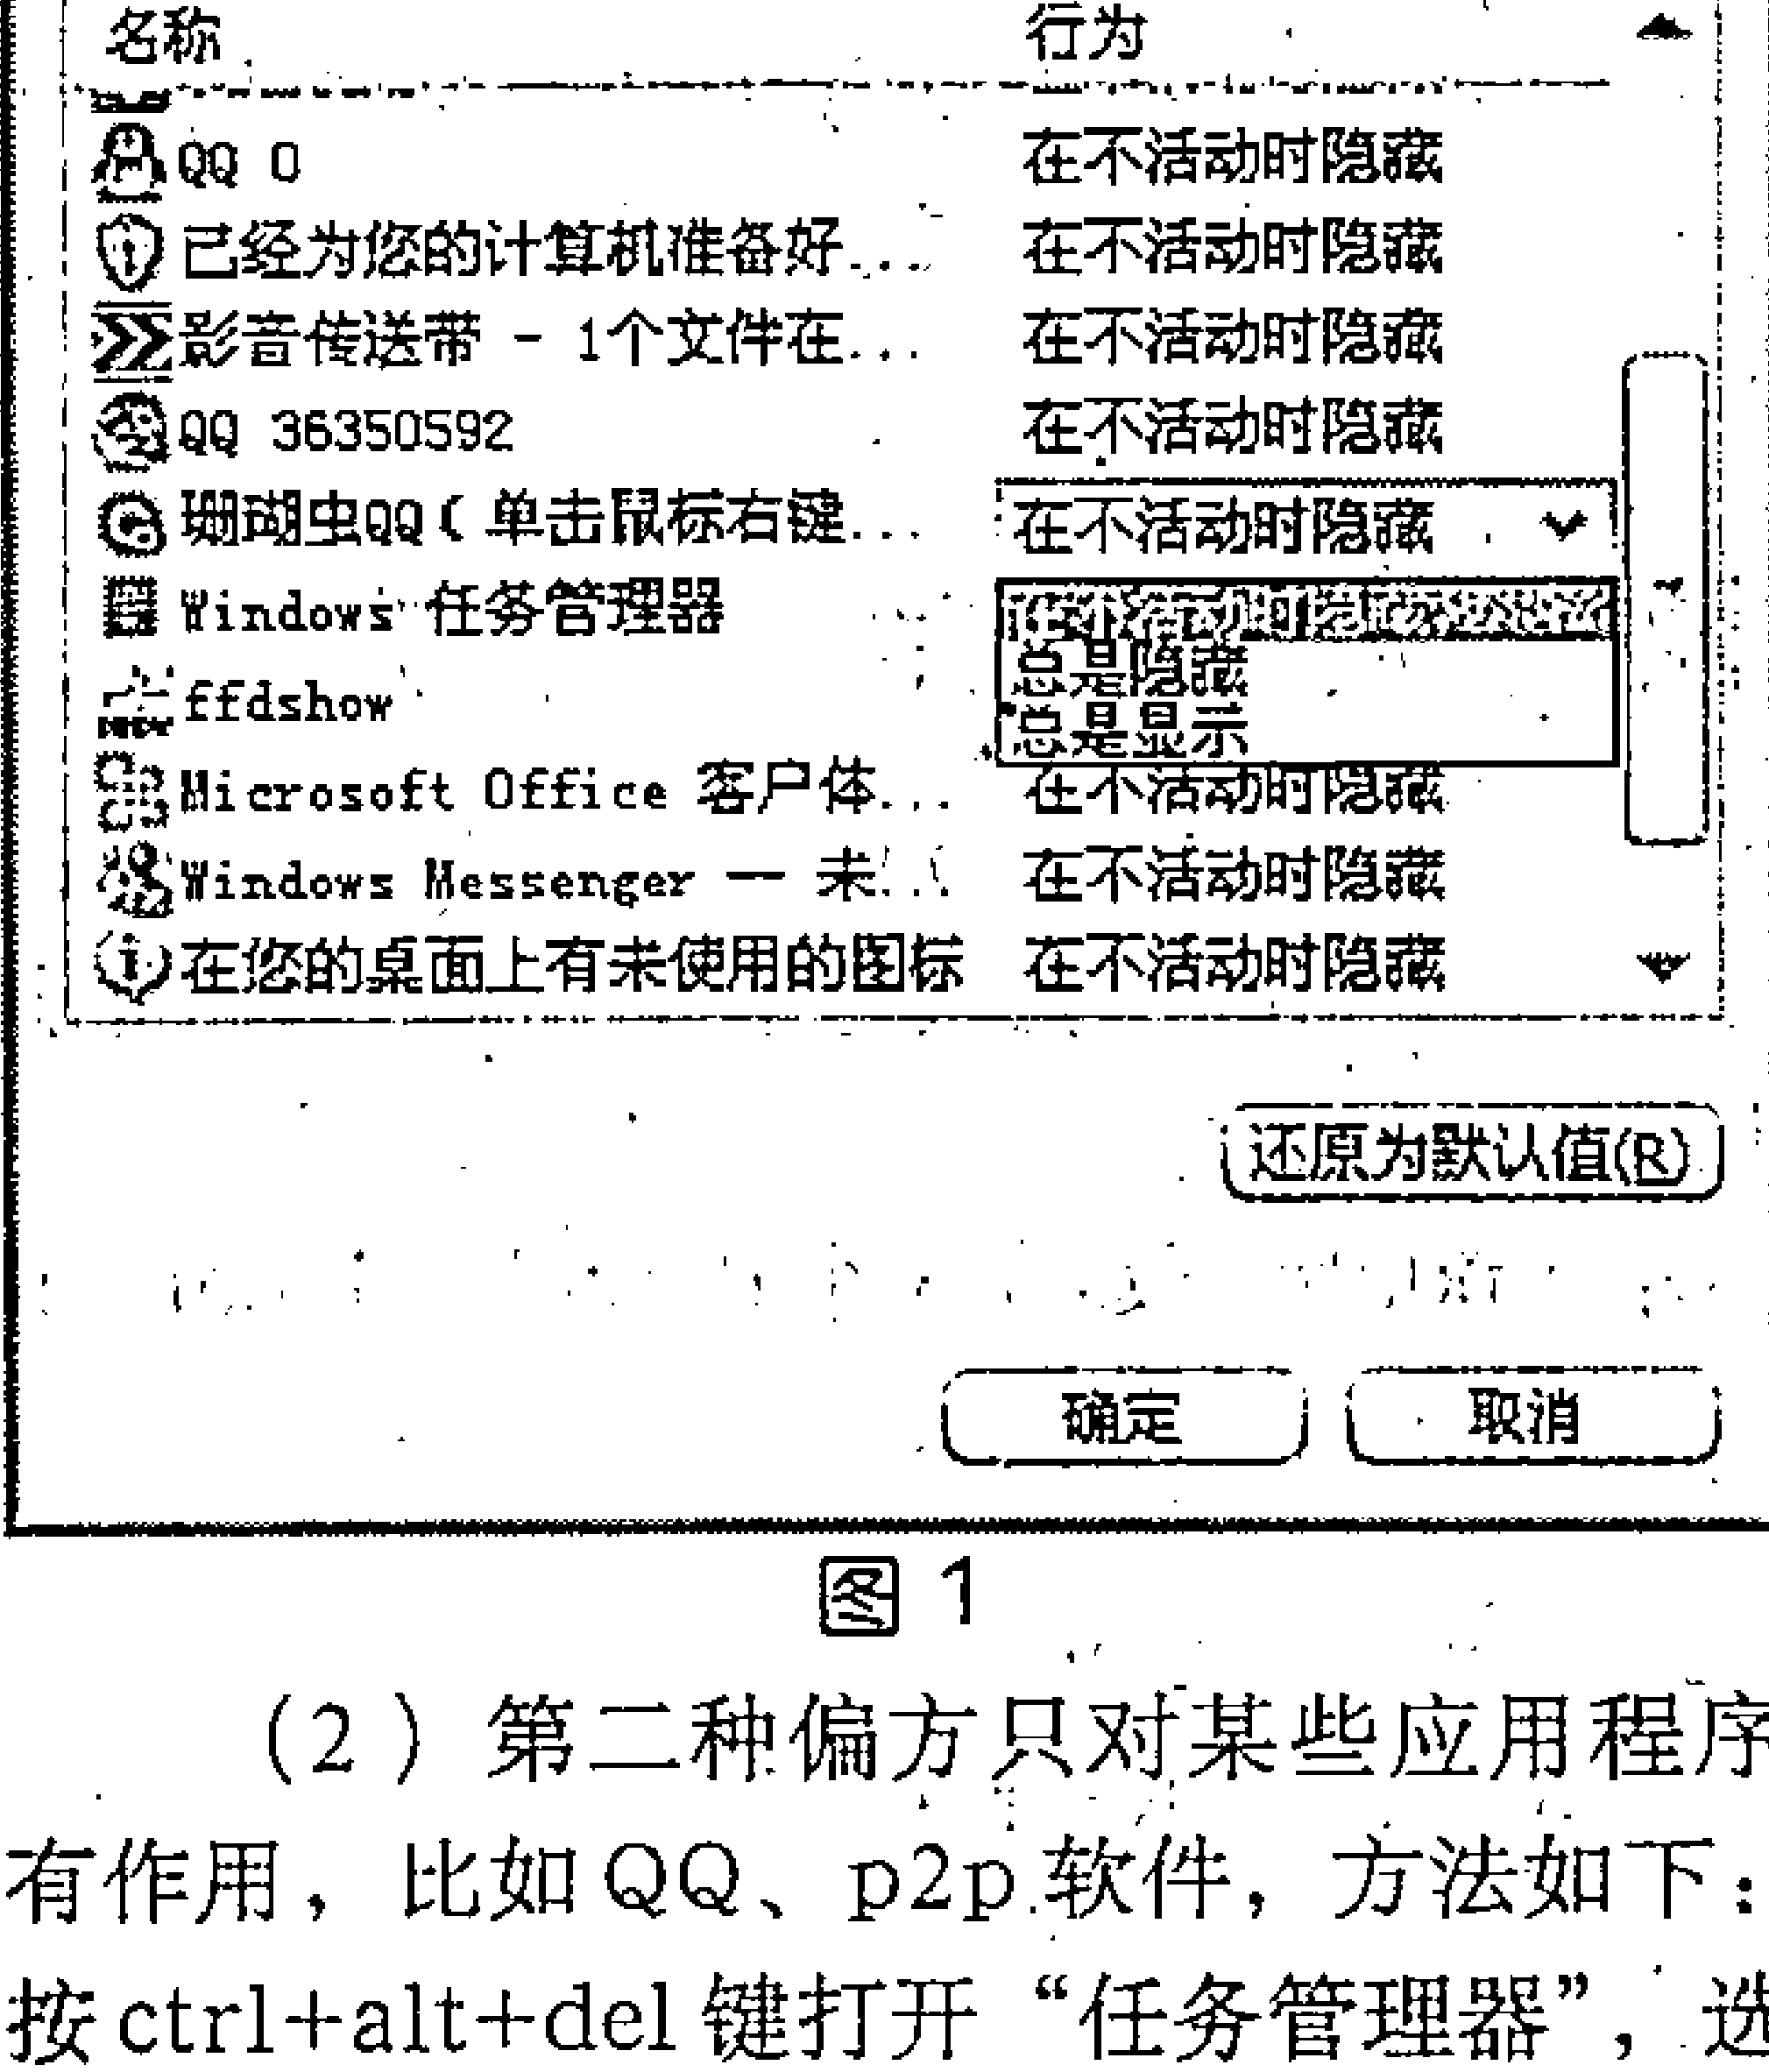 名称 行为
QQ 0 在不活动时隐藏
已经为您的计算机准备好... 在不活动时隐藏
影音传送带 - 1个文件在... 在不活动时隐藏
QQ 36350592 在不活动时隐藏
珊瑚虫QQ(单击鼠标右键... 在不活动时隐藏
Windows 任务管理器 在不活动时隐藏
总是隐藏
ffdshow
总是显示
Microsoft Office 客户体... 在不活动时隐藏
Windows Messenger — 未... 在不活动时隐藏
在您的桌面上有未使用的图标 在不活动时隐藏
还原为默认值(R)
确定 取消
图 1
(2)第二种偏方只对某些应用程序
有作用，比如QQ、p2p软件，方法如下：
按ctrl+alt+del键打开“任务管理器”，选